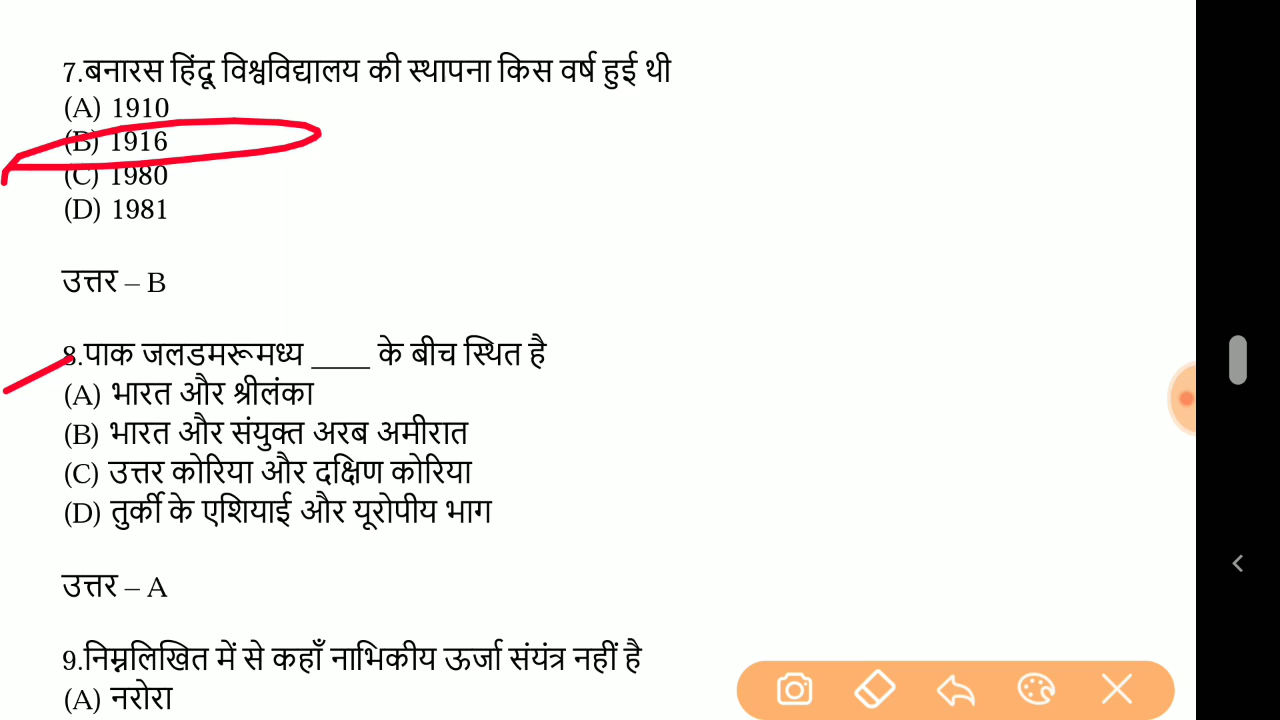 7.बनारस हिंदू विश्वविद्यालय की स्थापना किस वर्ष हुई थी
(A) 1910
(B) 1916
(C) 1980
(D) 1981
उत्तर – B
8.पाक जलडमरूमध्य ____ के बीच स्थित है
(A) भारत और श्रीलंका
(B) भारत और संयुक्त अरब अमीरात
(C) उत्तर कोरिया और दक्षिण कोरिया
(D) तुर्की के एशियाई और यूरोपीय भाग
उत्तर – A
9.निम्नलिखित में से कहाँ नाभिकीय ऊर्जा संयंत्र नहीं है
(A) नरोरा